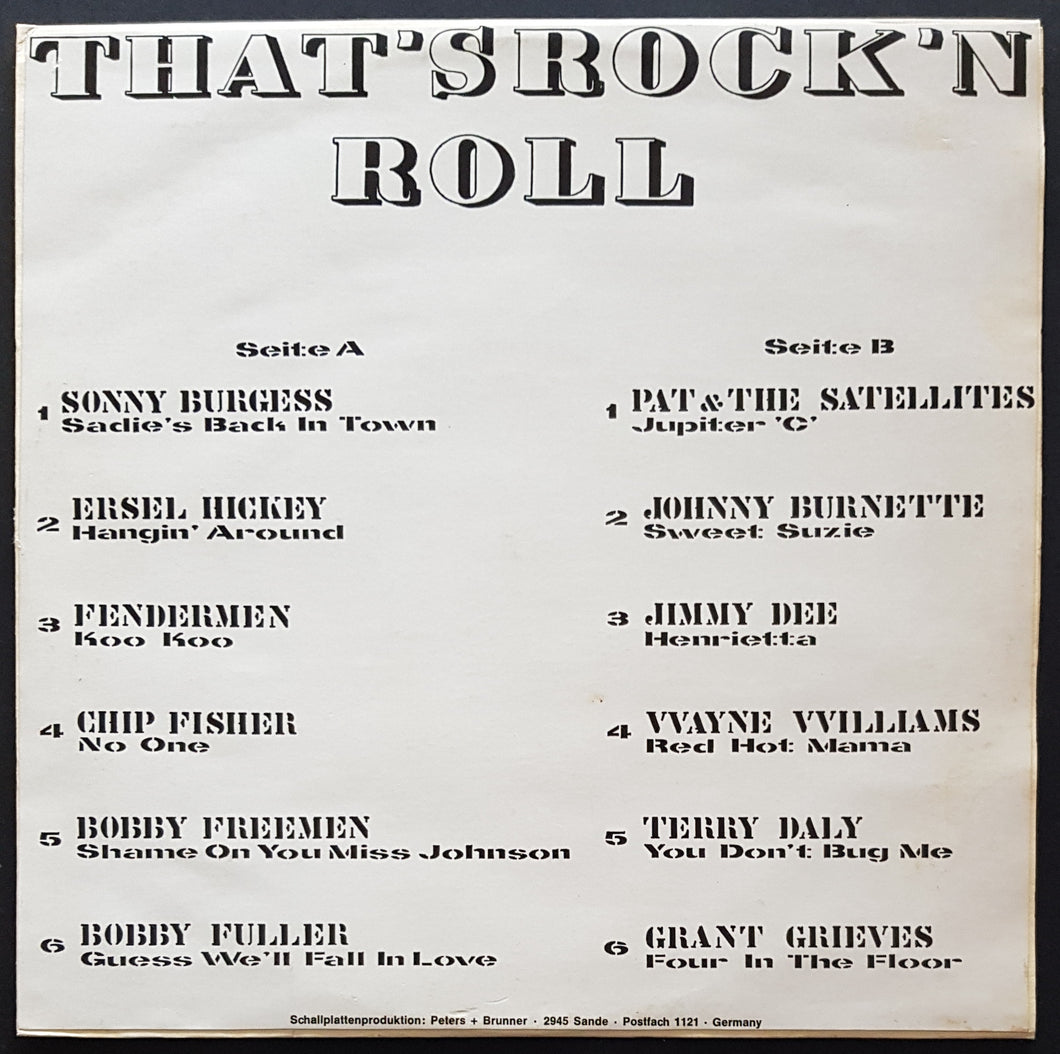 THAT'S ROCK'N
ROLL
Seite A
1 SONNY BURGESS
Sadie's Back In Town
2 ERSEL HICKEY
Hangin' Around
3 FENDERMEN
Koo Koo
4 CHIP FISHER
No One
5 BOBBY FREEMEN
Shame On You Miss Johnson
6 BOBBY FULLER
Guess We'll Fall In Love
Seite B
1 PAT & THE SATELLITES
Jupiter 'C'
2 JOHNNY BURNETTE
Sweet Suzie
3 JIMMY DEE
Henrietta
4 WAYNE WILLIAMS
Red Hot Mama
5 TERRY DALY
You Don't Bug Me
6 GRANT GRIEVES
Four In The Floor
Schallplattenproduktion: Peters + Brunner · 2945 Sande · Postfach 1121 · Germany